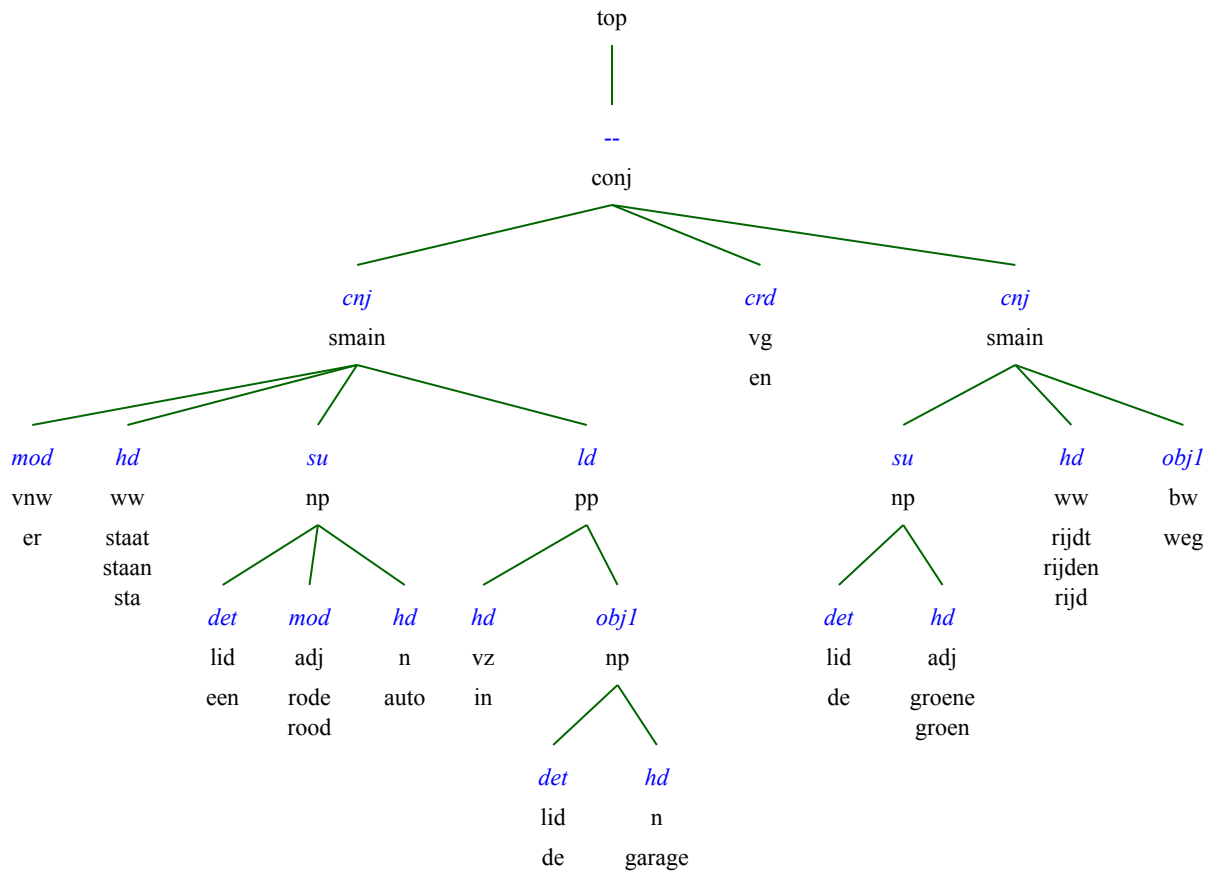 top
--
conj
cnj crd cnj
smain vg smain
en
mod hd su ld su hd obj1
vnw ww np pp np ww bw
er staat rijdt weg
staan rijden
sta rijd
det mod hd hd obj1 det hd
lid adj n vz np lid adj
een rode auto in de groene
rood groen
det hd
lid n
de garage